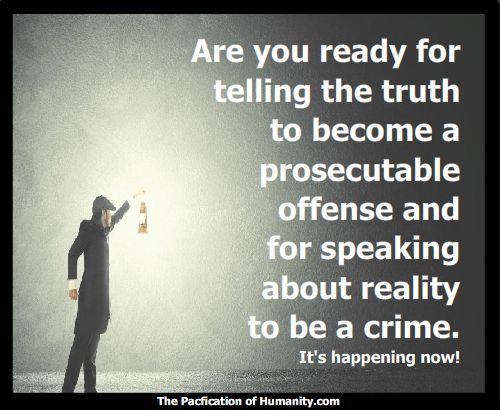 Are you ready for
telling the truth
to become a
prosecutable
offense and
for speaking
about reality
to be a crime.
It's happening now!
The Pacfication of Humanity.com